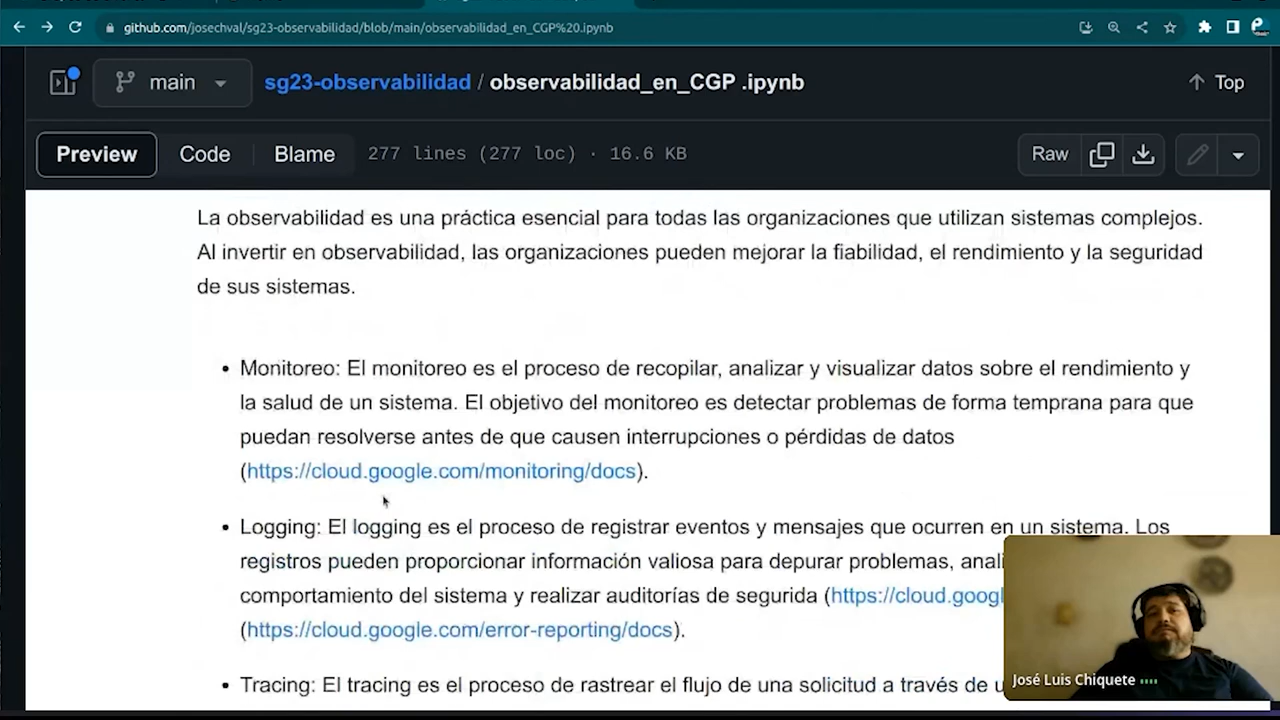 github.com/josechval/sg23-observabilidad/blob/main/observabilidad_en_CGP%20.ipynb
main
sg23-observabilidad / observabilidad_en_CGP .ipynb
Top
Preview
Code
Blame
277 lines (277 loc) · 16.6 KB
Raw
La observabilidad es una práctica esencial para todas las organizaciones que utilizan sistemas complejos.
Al invertir en observabilidad, las organizaciones pueden mejorar la fiabilidad, el rendimiento y la seguridad
de sus sistemas.
• Monitoreo: El monitoreo es el proceso de recopilar, analizar y visualizar datos sobre el rendimiento y
la salud de un sistema. El objetivo del monitoreo es detectar problemas de forma temprana para que
puedan resolverse antes de que causen interrupciones o pérdidas de datos
(https://cloud.google.com/monitoring/docs).
• Logging: El logging es el proceso de registrar eventos y mensajes que ocurren en un sistema. Los
registros pueden proporcionar información valiosa para depurar problemas,
comportamiento del sistema y realizar auditorías de segurida (https://cloud.goog
(https://cloud.google.com/error-reporting/docs).
• Tracing: El tracing es el proceso de rastrear el flujo de una solicitud a través de
José Luis Chiquete